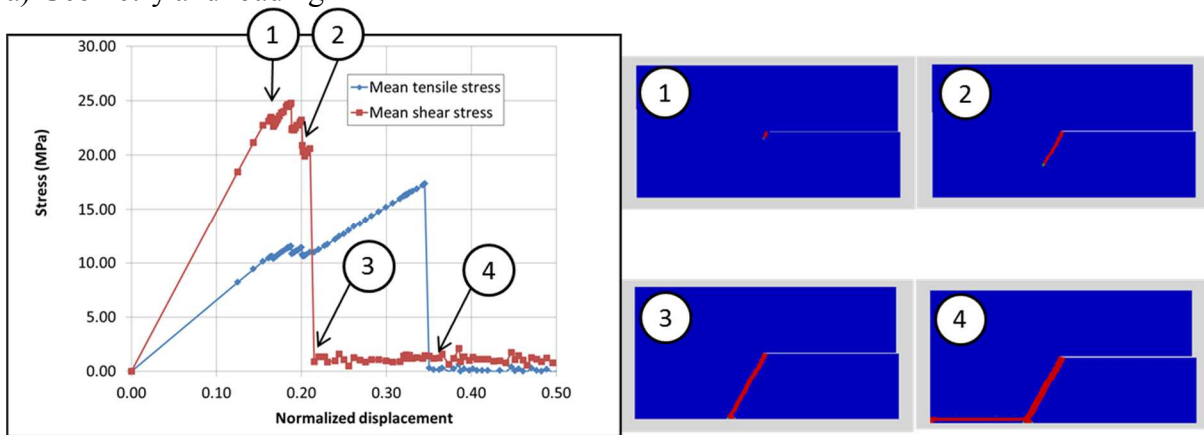 30.00
25.00
20.00
15.00
10.00
5.00
0.00
Stress (MPa)
0.00 0.10 0.20 0.30 0.40 0.50
Normalized displacement
Mean tensile stress
Mean shear stress
1 2
3 4
1 2
3 4